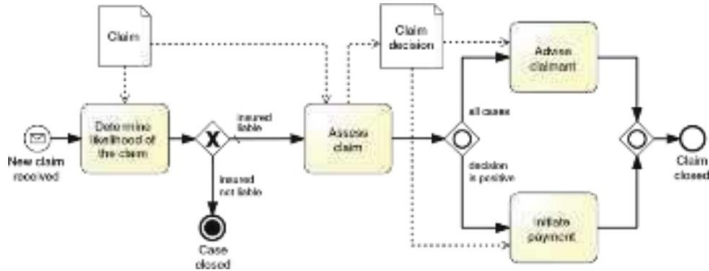 Claim
Claim
decision
Advise
claimant
insured
liable
all cases
Determine
likelihood of
the claim
X
Assess
claim
New claim
received
Claim
closed
decision
is positive
insured
not liable
Initiate
payment
Case
closed